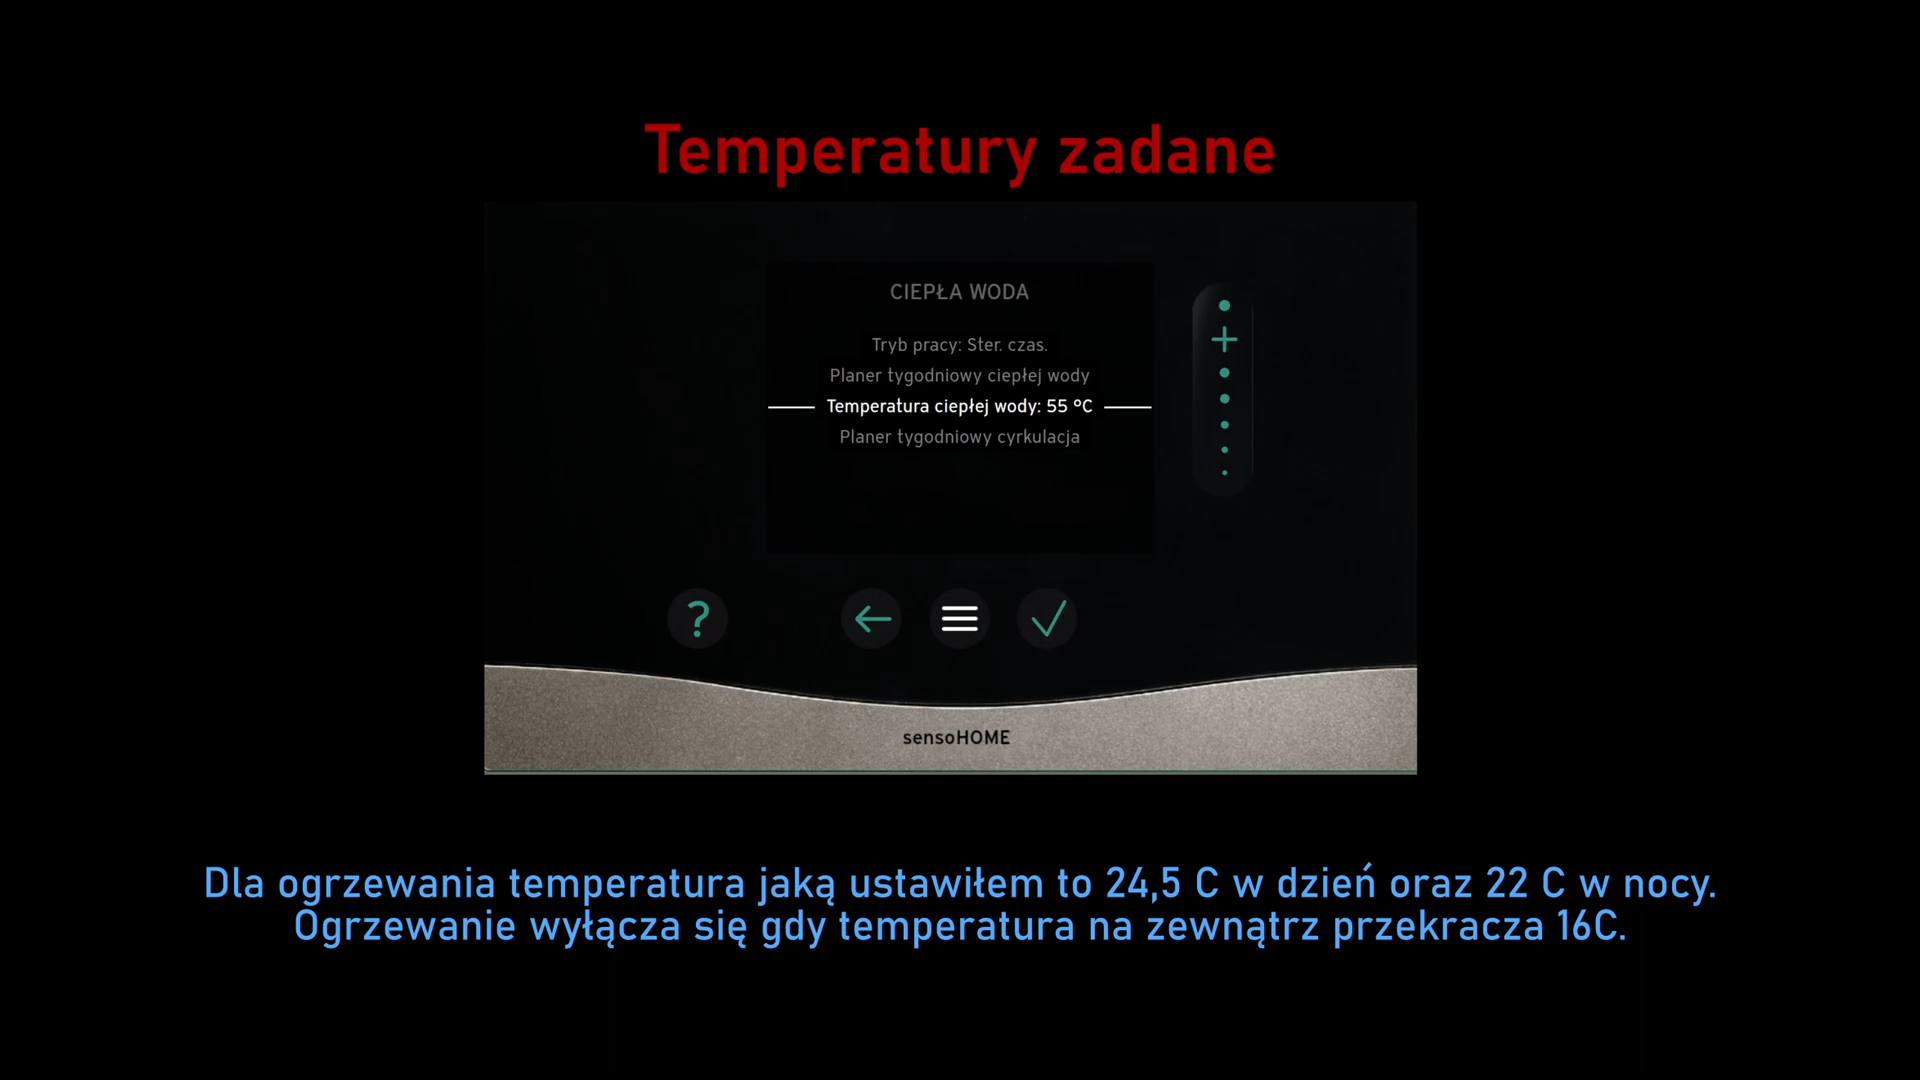 Temperatury zadane
CIEPŁA WODA
Tryb pracy: Ster. czas.
Planer tygodniowy ciepłej wody
Temperatura ciepłej wody: 55 °C
Planer tygodniowy cyrkulacja
?
sensoHOME
Dla ogrzewania temperatura jaką ustawiłem to 24,5 C w dzień oraz 22 C w nocy.
Ogrzewanie wyłącza się gdy temperatura na zewnątrz przekracza 16C.